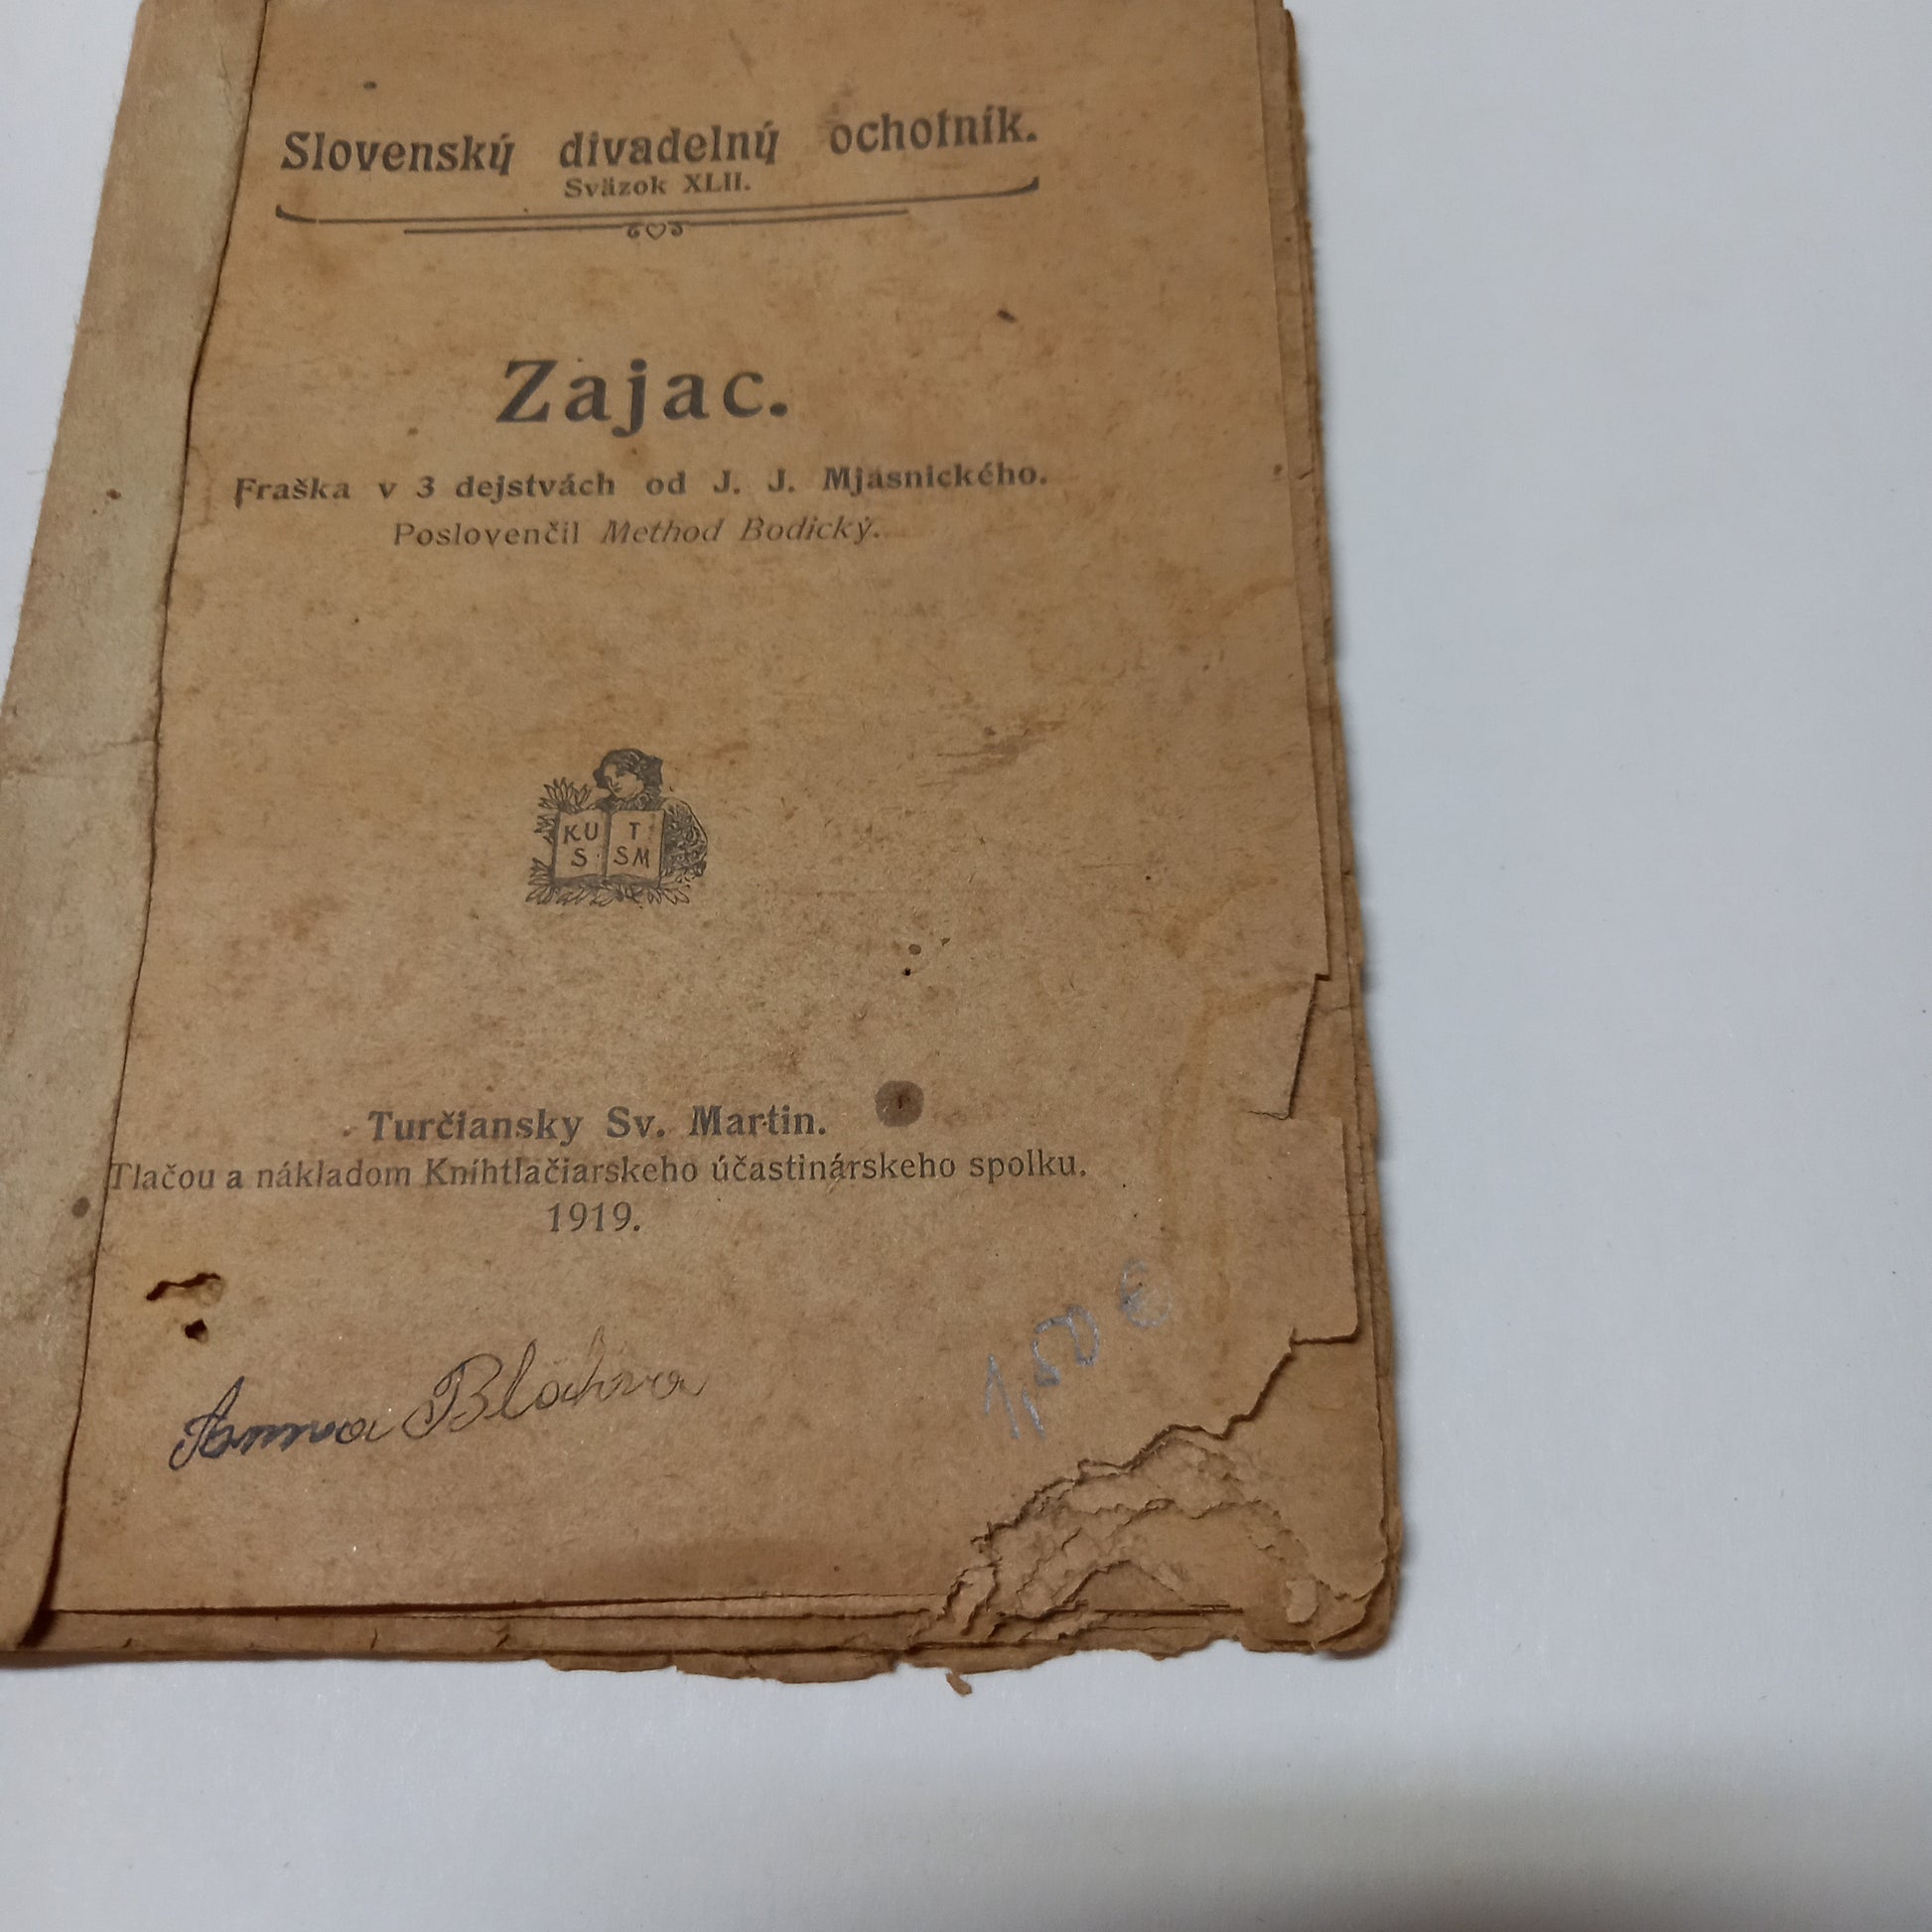 Slovenský divadelný ochotník.
Sväzok XLII.
Zajac.
Fraška v 3 dejstvách od J. J. Mjasnického.
Poslovenčil Method Bodický.
KU T
S SM
Turčiansky Sv. Martin.
Tlačou a nákladom Kníhtlačiarskeho účastinárskeho spolku.
1919.
Anna Blahva
1,50 €